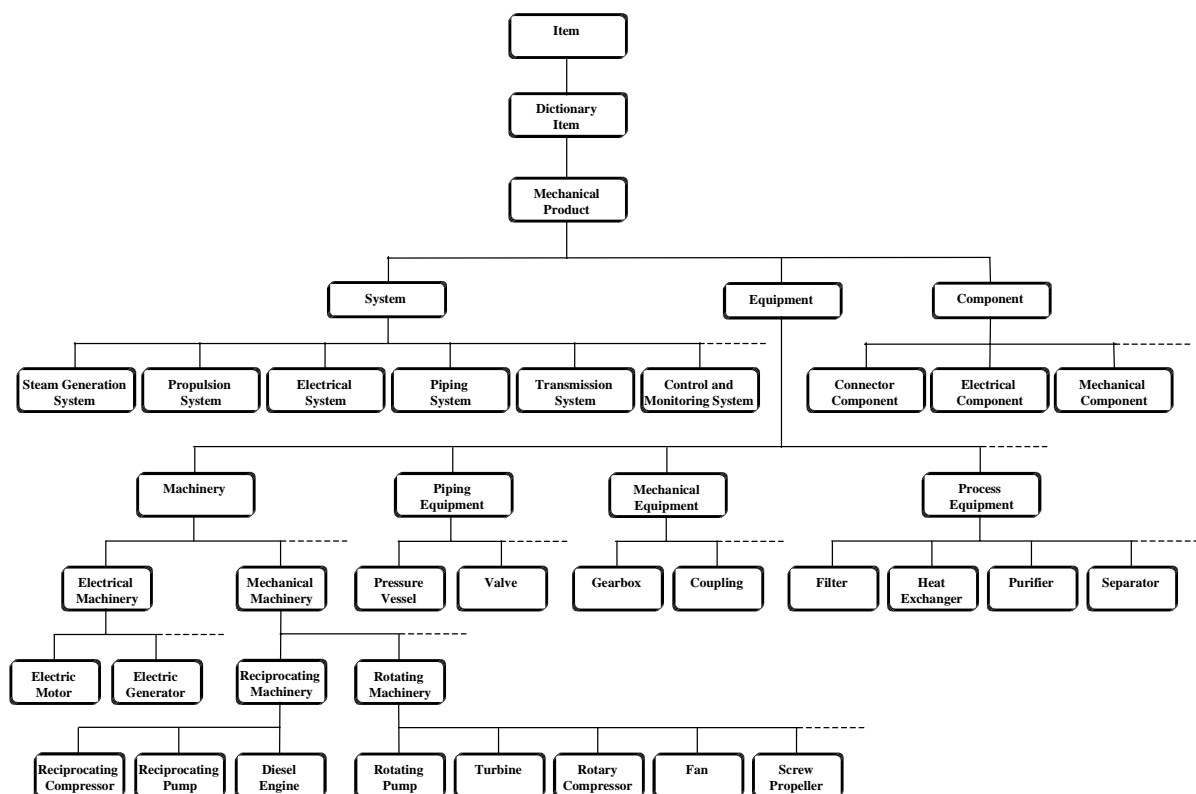 Item
Dictionary
Item
Mechanical
Product
System
Equipment
Component
Steam Generation
System
Propulsion
System
Electrical
System
Piping
System
Transmission
System
Control and
Monitoring System
Connector
Component
Electrical
Component
Mechanical
Component
Machinery
Piping
Equipment
Mechanical
Equipment
Process
Equipment
Electrical
Machinery
Mechanical
Machinery
Pressure
Vessel
Valve
Gearbox
Coupling
Filter
Heat
Exchanger
Purifier
Separator
Electric
Motor
Electric
Generator
Reciprocating
Machinery
Rotating
Machinery
Reciprocating
Compressor
Reciprocating
Pump
Diesel
Engine
Rotating
Pump
Turbine
Rotary
Compressor
Fan
Screw
Propeller